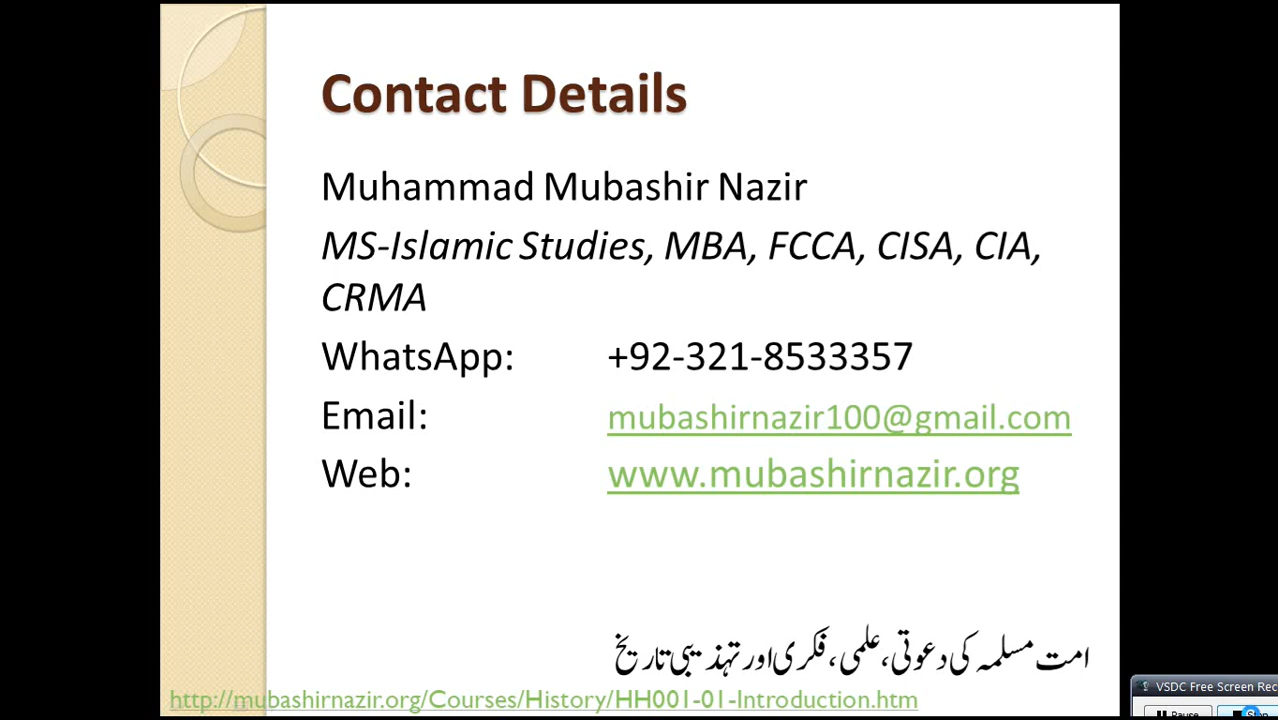 Contact Details
Muhammad Mubashir Nazir
MS-Islamic Studies, MBA, FCCA, CISA, CIA,
CRMA
WhatsApp: +92-321-8533357
Email: mubashirnazir100@gmail.com
Web: www.mubashirnazir.org
امت مسلمہ کی دعوتی، علمی، فکری اور تہذیبی تاریخ
http://mubashirnazir.org/Courses/History/HH001-01-Introduction.htm
VSDC Free Screen Rec
Pause Stop